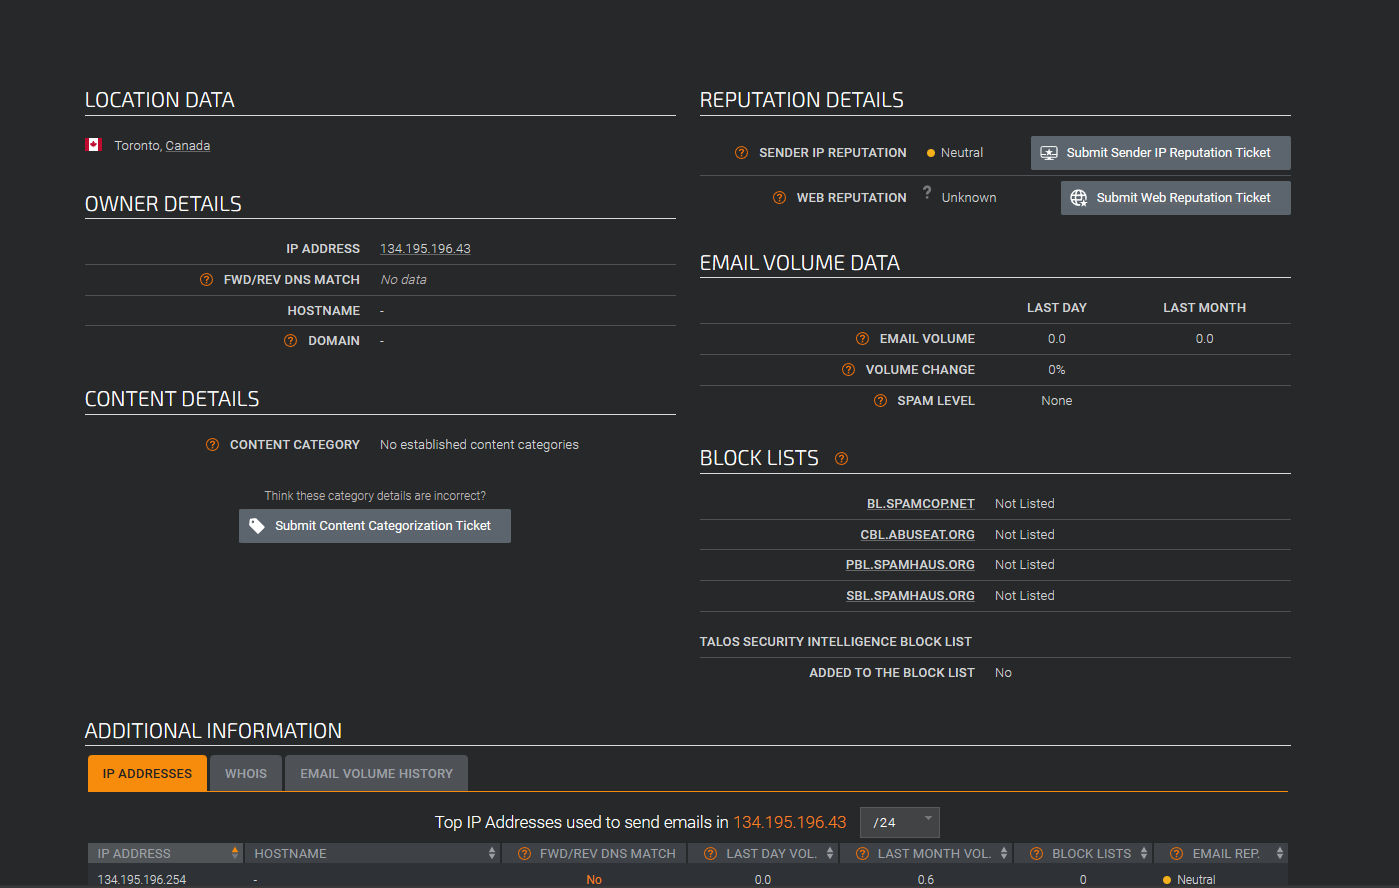 LOCATION DATA
Toronto, Canada
OWNER DETAILS
IP ADDRESS 134.195.196.43
? FWD/REV DNS MATCH No data
HOSTNAME -
? DOMAIN -
CONTENT DETAILS
? CONTENT CATEGORY No established content categories
Think these category details are incorrect?
Submit Content Categorization Ticket
REPUTATION DETAILS
? SENDER IP REPUTATION Neutral Submit Sender IP Reputation Ticket
? WEB REPUTATION ? Unknown Submit Web Reputation Ticket
EMAIL VOLUME DATA
LAST DAY LAST MONTH
? EMAIL VOLUME 0.0 0.0
? VOLUME CHANGE 0%
? SPAM LEVEL None
BLOCK LISTS ?
BL.SPAMCOP.NET Not Listed
CBL.ABUSEAT.ORG Not Listed
PBL.SPAMHAUS.ORG Not Listed
SBL.SPAMHAUS.ORG Not Listed
TALOS SECURITY INTELLIGENCE BLOCK LIST
ADDED TO THE BLOCK LIST No
ADDITIONAL INFORMATION
IP ADDRESSES WHOIS EMAIL VOLUME HISTORY
Top IP Addresses used to send emails in 134.195.196.43 /24
IP ADDRESS HOSTNAME ? FWD/REV DNS MATCH ? LAST DAY VOL. ? LAST MONTH VOL. ? BLOCK LISTS ? EMAIL REP.
134.195.196.254 - No 0.0 0.6 0 Neutral